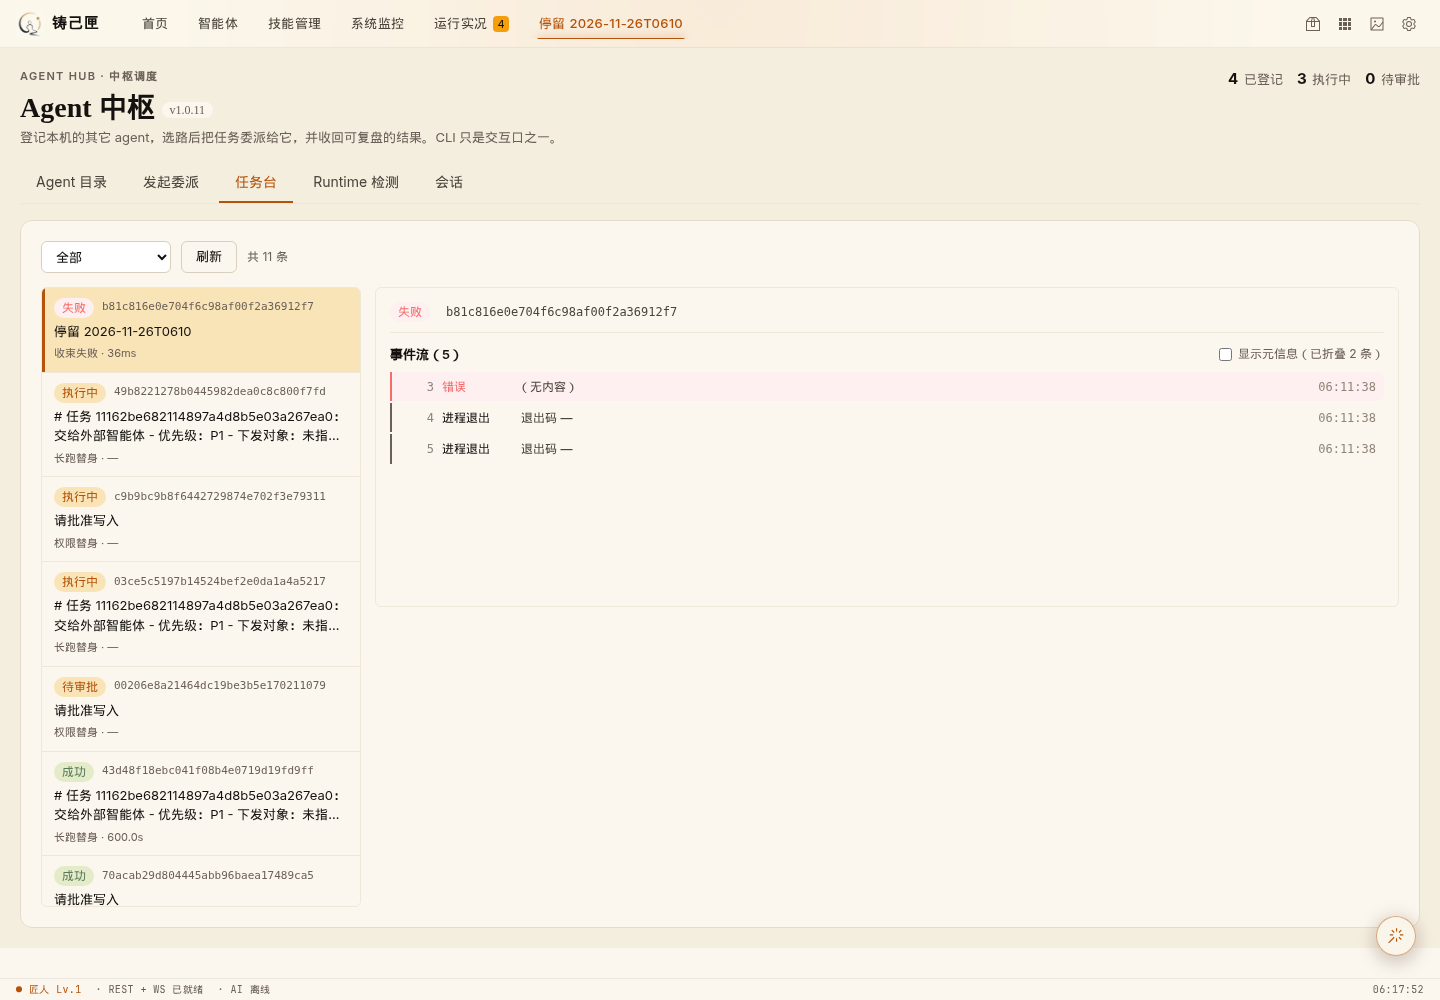 铸己匣 首页 智能体 技能管理 系统监控 运行实况 4 停留 2026-11-26T0610
AGENT HUB · 中枢调度
4 已登记 3 执行中 0 待审批
Agent 中枢 v1.0.11
登记本机的其它 agent，选路后把任务委派给它，并收回可复盘的结果。CLI 只是交互口之一。
Agent 目录 发起委派 任务台 Runtime 检测 会话
全部 刷新 共 11 条
失败 b81c816e0e704f6c98af00f2a36912f7
停留 2026-11-26T0610
收束失败 · 36ms
执行中 49b8221278b0445982dea0c8c800f7fd
# 任务 11162be682114897a4d8b5e03a267ea0:
交给外部智能体 - 优先级: P1 - 下发对象: 未指...
长跑替身 · —
执行中 c9b9bc9b8f6442729874e702f3e79311
请批准写入
权限替身 · —
执行中 03ce5c5197b14524bef2e0da1a4a5217
# 任务 11162be682114897a4d8b5e03a267ea0:
交给外部智能体 - 优先级: P1 - 下发对象: 未指...
长跑替身 · —
待审批 00206e8a21464dc19be3b5e170211079
请批准写入
权限替身 · —
成功 43d48f18ebc041f08b4e0719d19fd9ff
# 任务 11162be682114897a4d8b5e03a267ea0:
交给外部智能体 - 优先级: P1 - 下发对象: 未指...
长跑替身 · 600.0s
成功 70acab29d804445abb96baea17489ca5
请批准写入
失败 b81c816e0e704f6c98af00f2a36912f7
事件流（5） 显示元信息（已折叠 2 条）
3 错误 （无内容） 06:11:38
4 进程退出 退出码 — 06:11:38
5 进程退出 退出码 — 06:11:38
匠人 Lv.1 · REST + WS 已就绪 · AI 离线 06:17:52